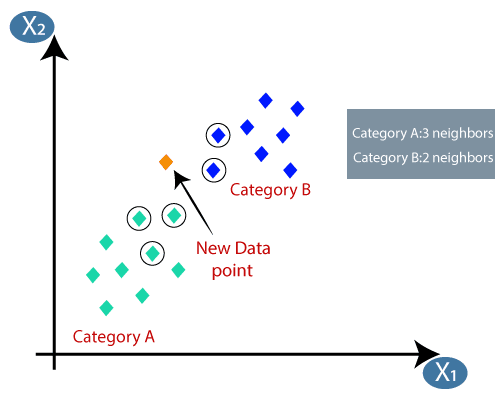 X2
Category A:3 neighbors
Category B:2 neighbors
Category B
New Data
point
Category A
X1